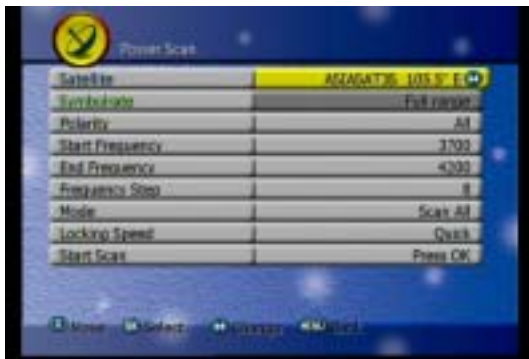 Power Scan
Satellite ASIASAT3S 105.5° E
Symbolrate Full range
Polarity All
Start Frequency 3700
End Frequency 4200
Frequency Step 8
Mode Scan All
Locking Speed Quick
Start Scan Press OK
Move Select Change